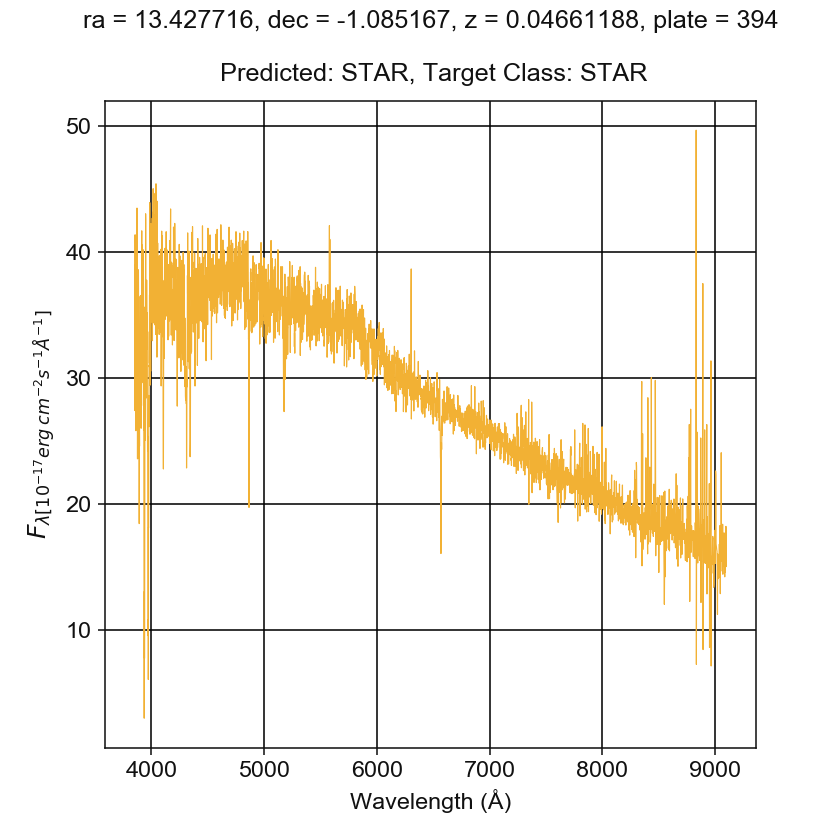 ra = 13.427716, dec = -1.085167, z = 0.04661188, plate = 394
Predicted: STAR, Target Class: STAR
50
40
30
20
10
F_λ[10^{-17} erg cm^{-2} s^{-1} Å^{-1}]
4000 5000 6000 7000 8000 9000
Wavelength (Å)